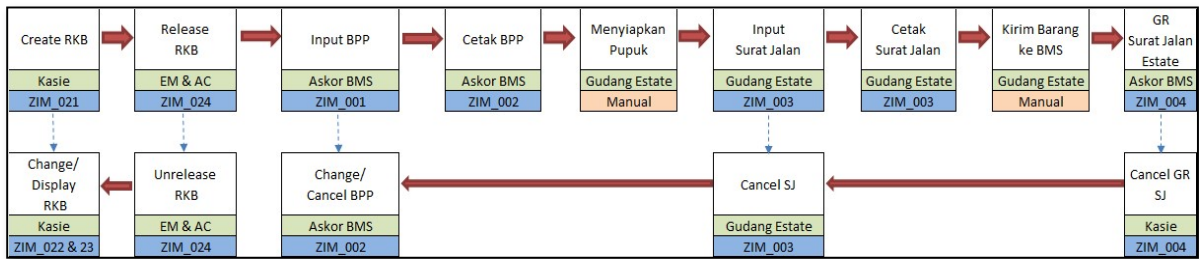 Create RKB
Kasie
ZIM_021
Release
RKB
EM & AC
ZIM_024
Input BPP
Askor BMS
ZIM_001
Cetak BPP
Askor BMS
ZIM_002
Menyiapkan
Pupuk
Gudang Estate
Manual
Input
Surat Jalan
Gudang Estate
ZIM_003
Cetak
Surat Jalan
Gudang Estate
ZIM_003
Kirim Barang
ke BMS
Gudang Estate
Manual
GR
Surat Jalan
Estate
Askor BMS
ZIM_004
Change/
Display
RKB
Kasie
ZIM_022 & 23
Unrelease
RKB
EM & AC
ZIM_024
Change/
Cancel BPP
Askor BMS
ZIM_002
Cancel SJ
Gudang Estate
ZIM_003
Cancel GR
SJ
Kasie
ZIM_004